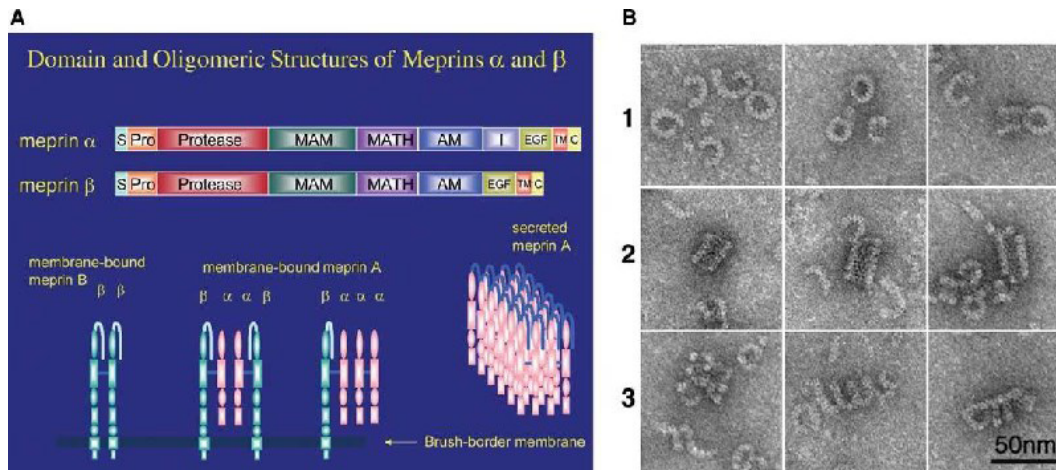 A
B
Domain and Oligomeric Structures of Meprins α and β
meprin α
S Pro Protease MAM MATH AM I EGF TM C
meprin β
S Pro Protease MAM MATH AM EGF TM C
membrane-bound
meprin B
β β
membrane-bound meprin A
β α α β
β α α α
secreted
meprin A
Brush-border membrane
1
2
3
50nm